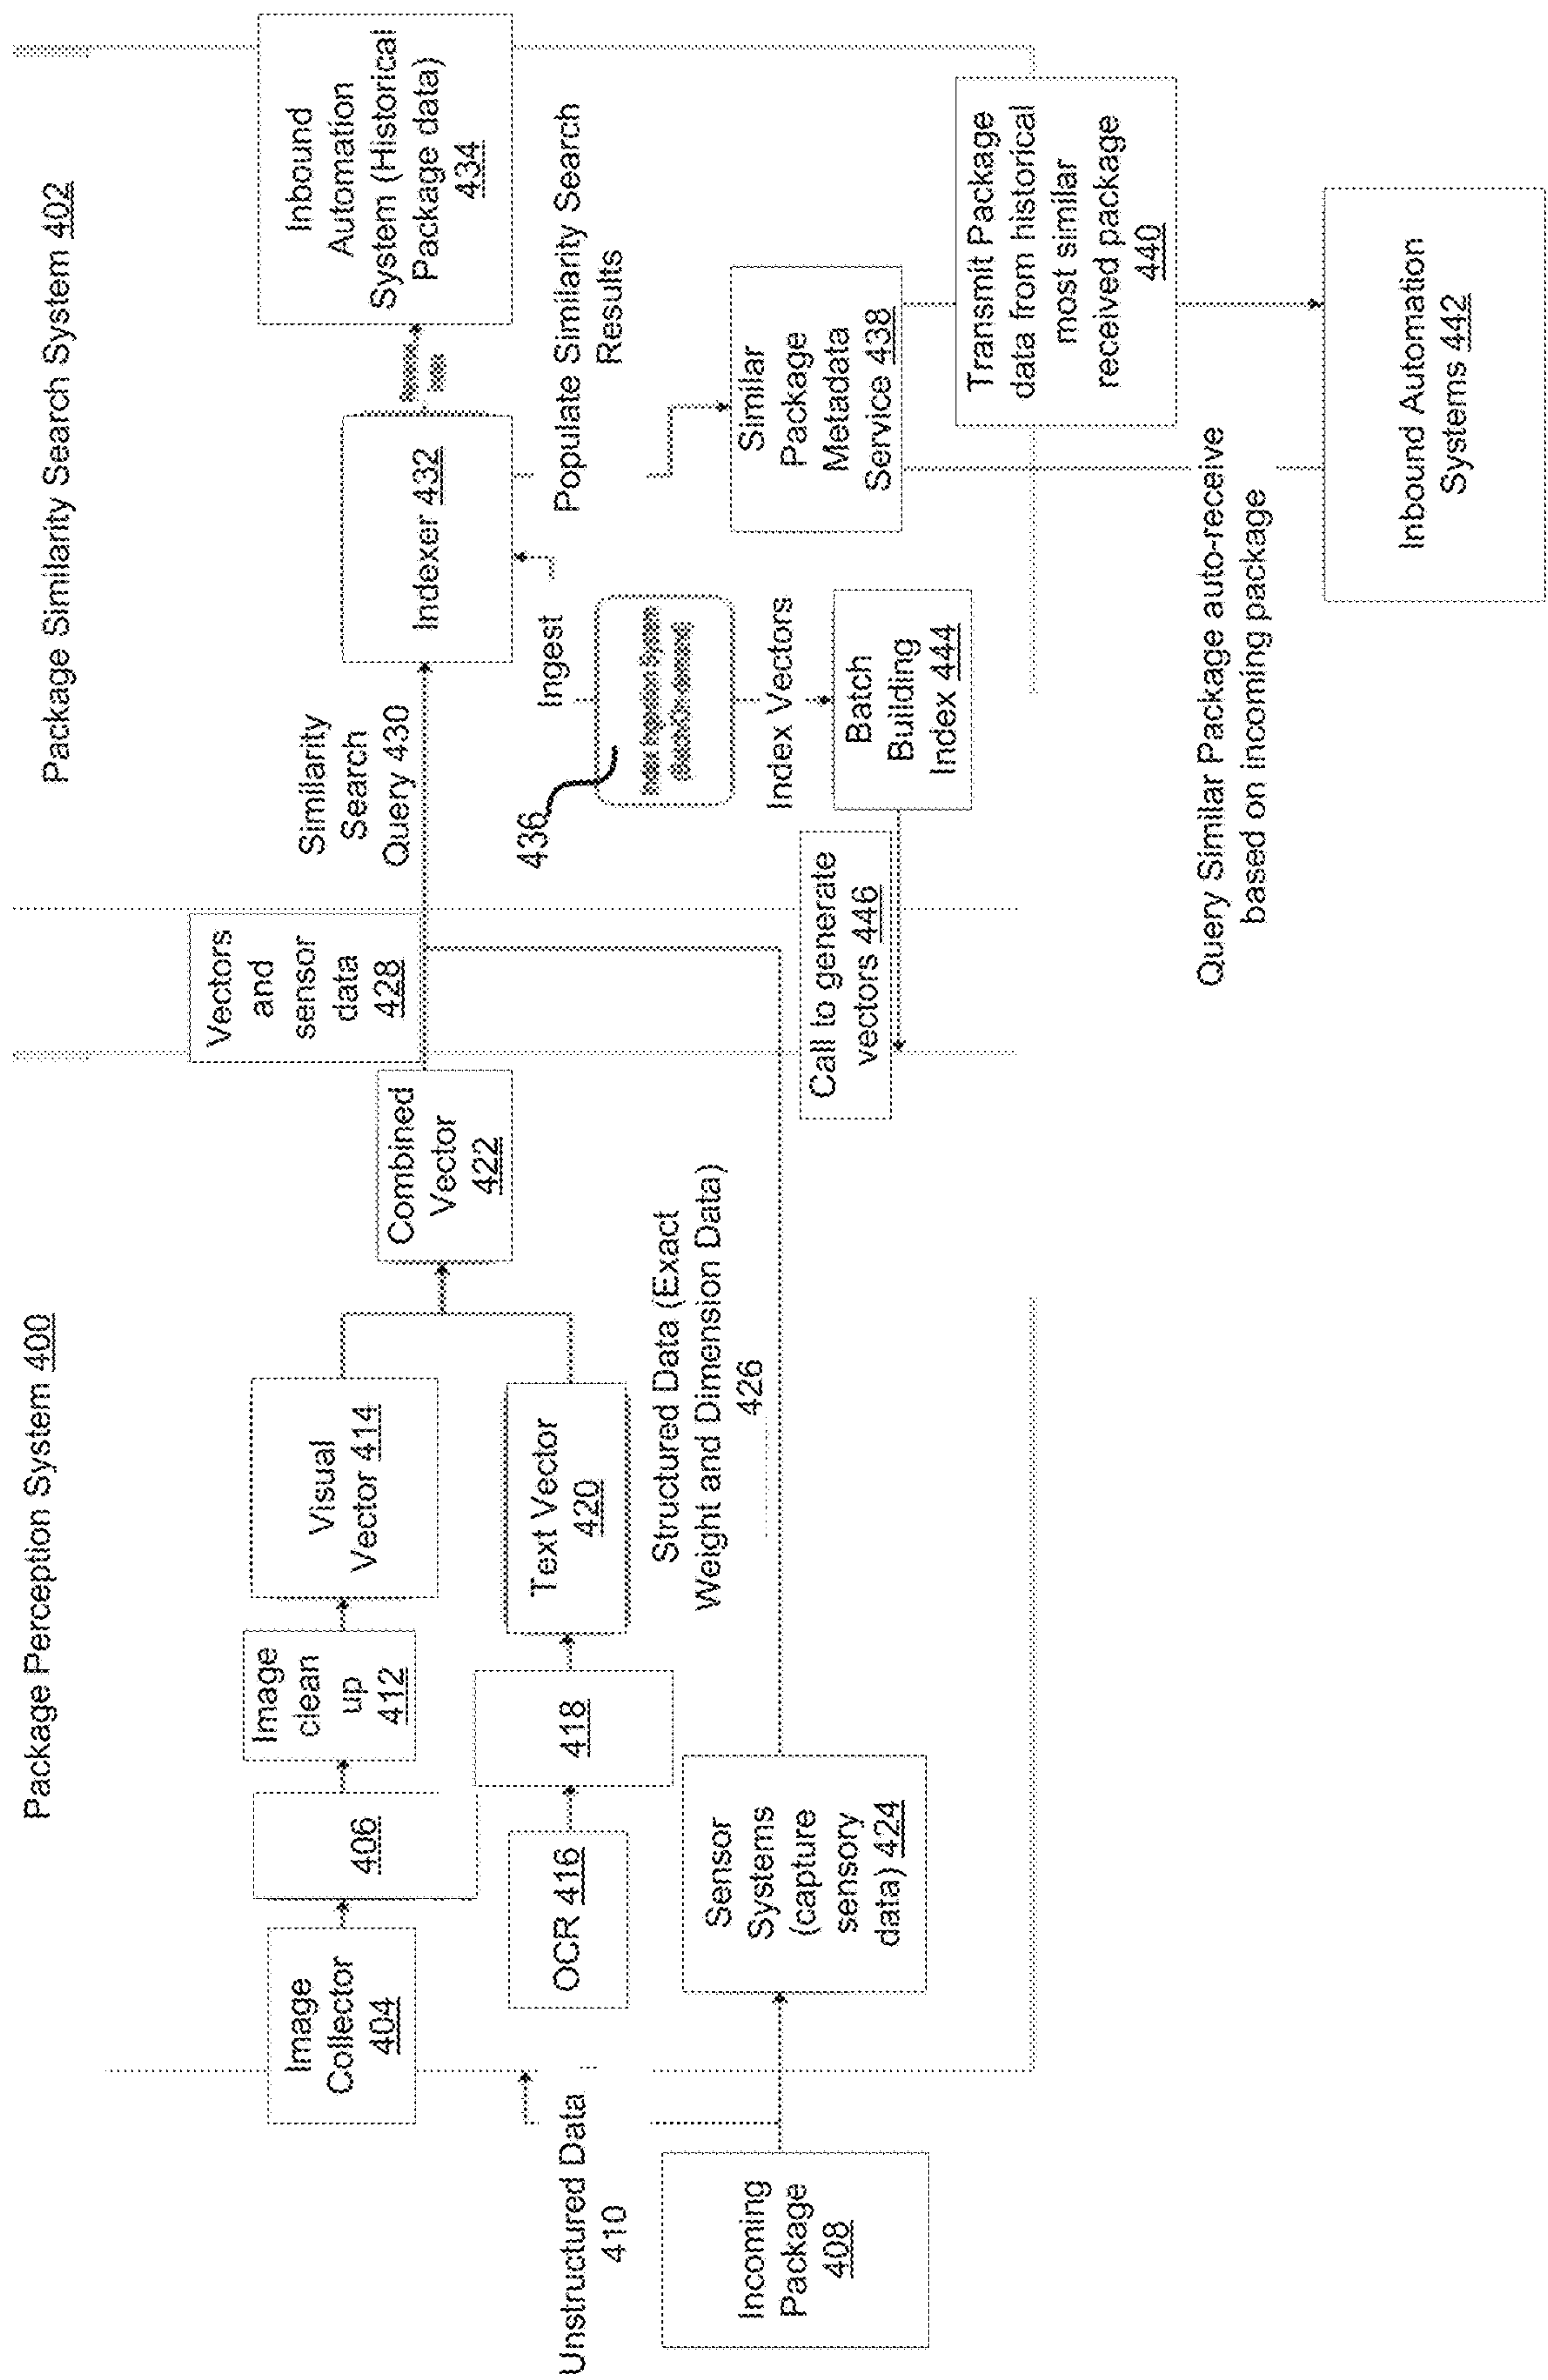 Package Perception System 400
Package Similarity Search System 402
Image
Collector
404
406
Image
clean
up
412
Visual
Vector 414
Combined
Vector
422
Vectors
and
sensor
data
428
Similarity
Search
Query 430
Indexer 432
Inbound
Automation
System (Historical
Package data)
434
Unstructured Data
410
OCR 416
418
Text Vector
420
Structured Data (Exact
Weight and Dimension Data)
426
436
Ingest
Index Ingestion System
Index Vectors
Populate Similarity Search
Results
Incoming
Package
408
Sensor
Systems
(capture
sensory
data) 424
Call to generate
vectors 446
Batch
Building
Index 444
Similar
Package
Metadata
Service 438
Transmit Package
data from historical
most similar
received package
440
Query Similar Package auto-receive
based on incoming package
Inbound Automation
Systems 442